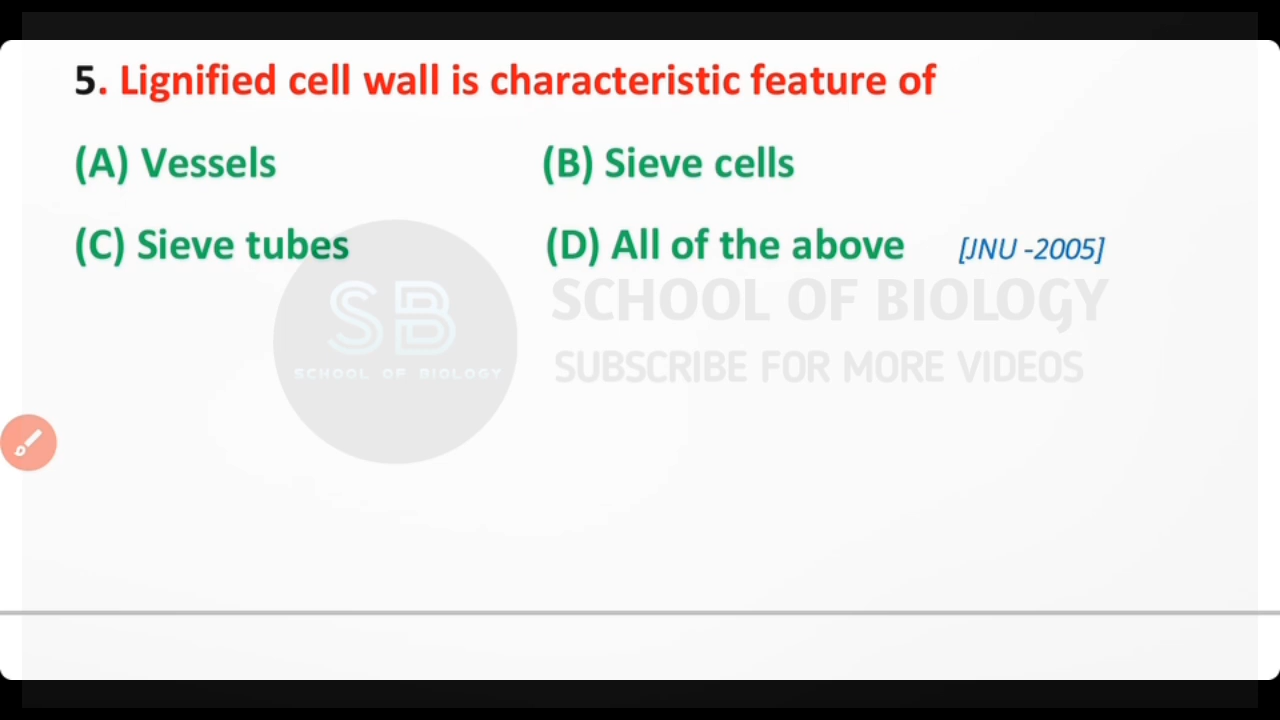 5. Lignified cell wall is characteristic feature of
(A) Vessels (B) Sieve cells
(C) Sieve tubes (D) All of the above [JNU -2005]
SB
SCHOOL OF BIOLOGY
SCHOOL OF BIOLOGY
SUBSCRIBE FOR MORE VIDEOS